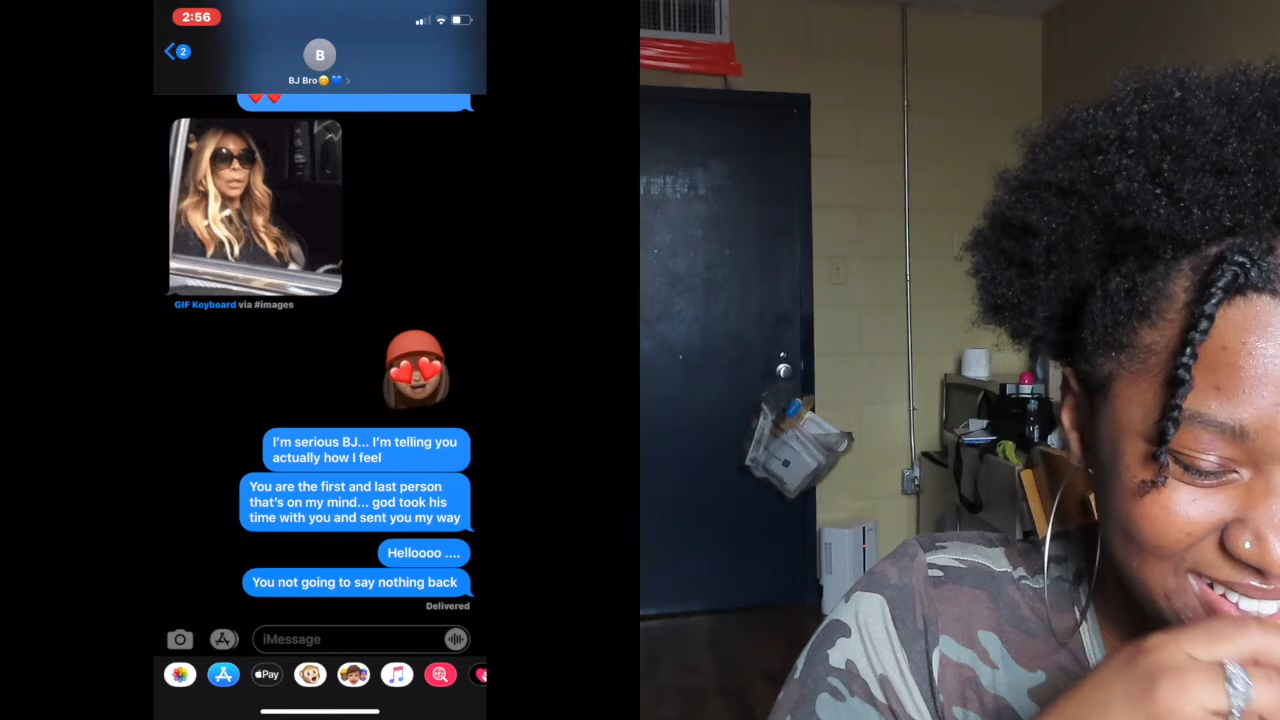 2:56
2
B
BJ Bro😊💙
GIF Keyboard via #images
I'm serious BJ... I'm telling you
actually how I feel
You are the first and last person
that's on my mind... god took his
time with you and sent you my way
Helloooo ....
You not going to say nothing back
Delivered
iMessage
Pay